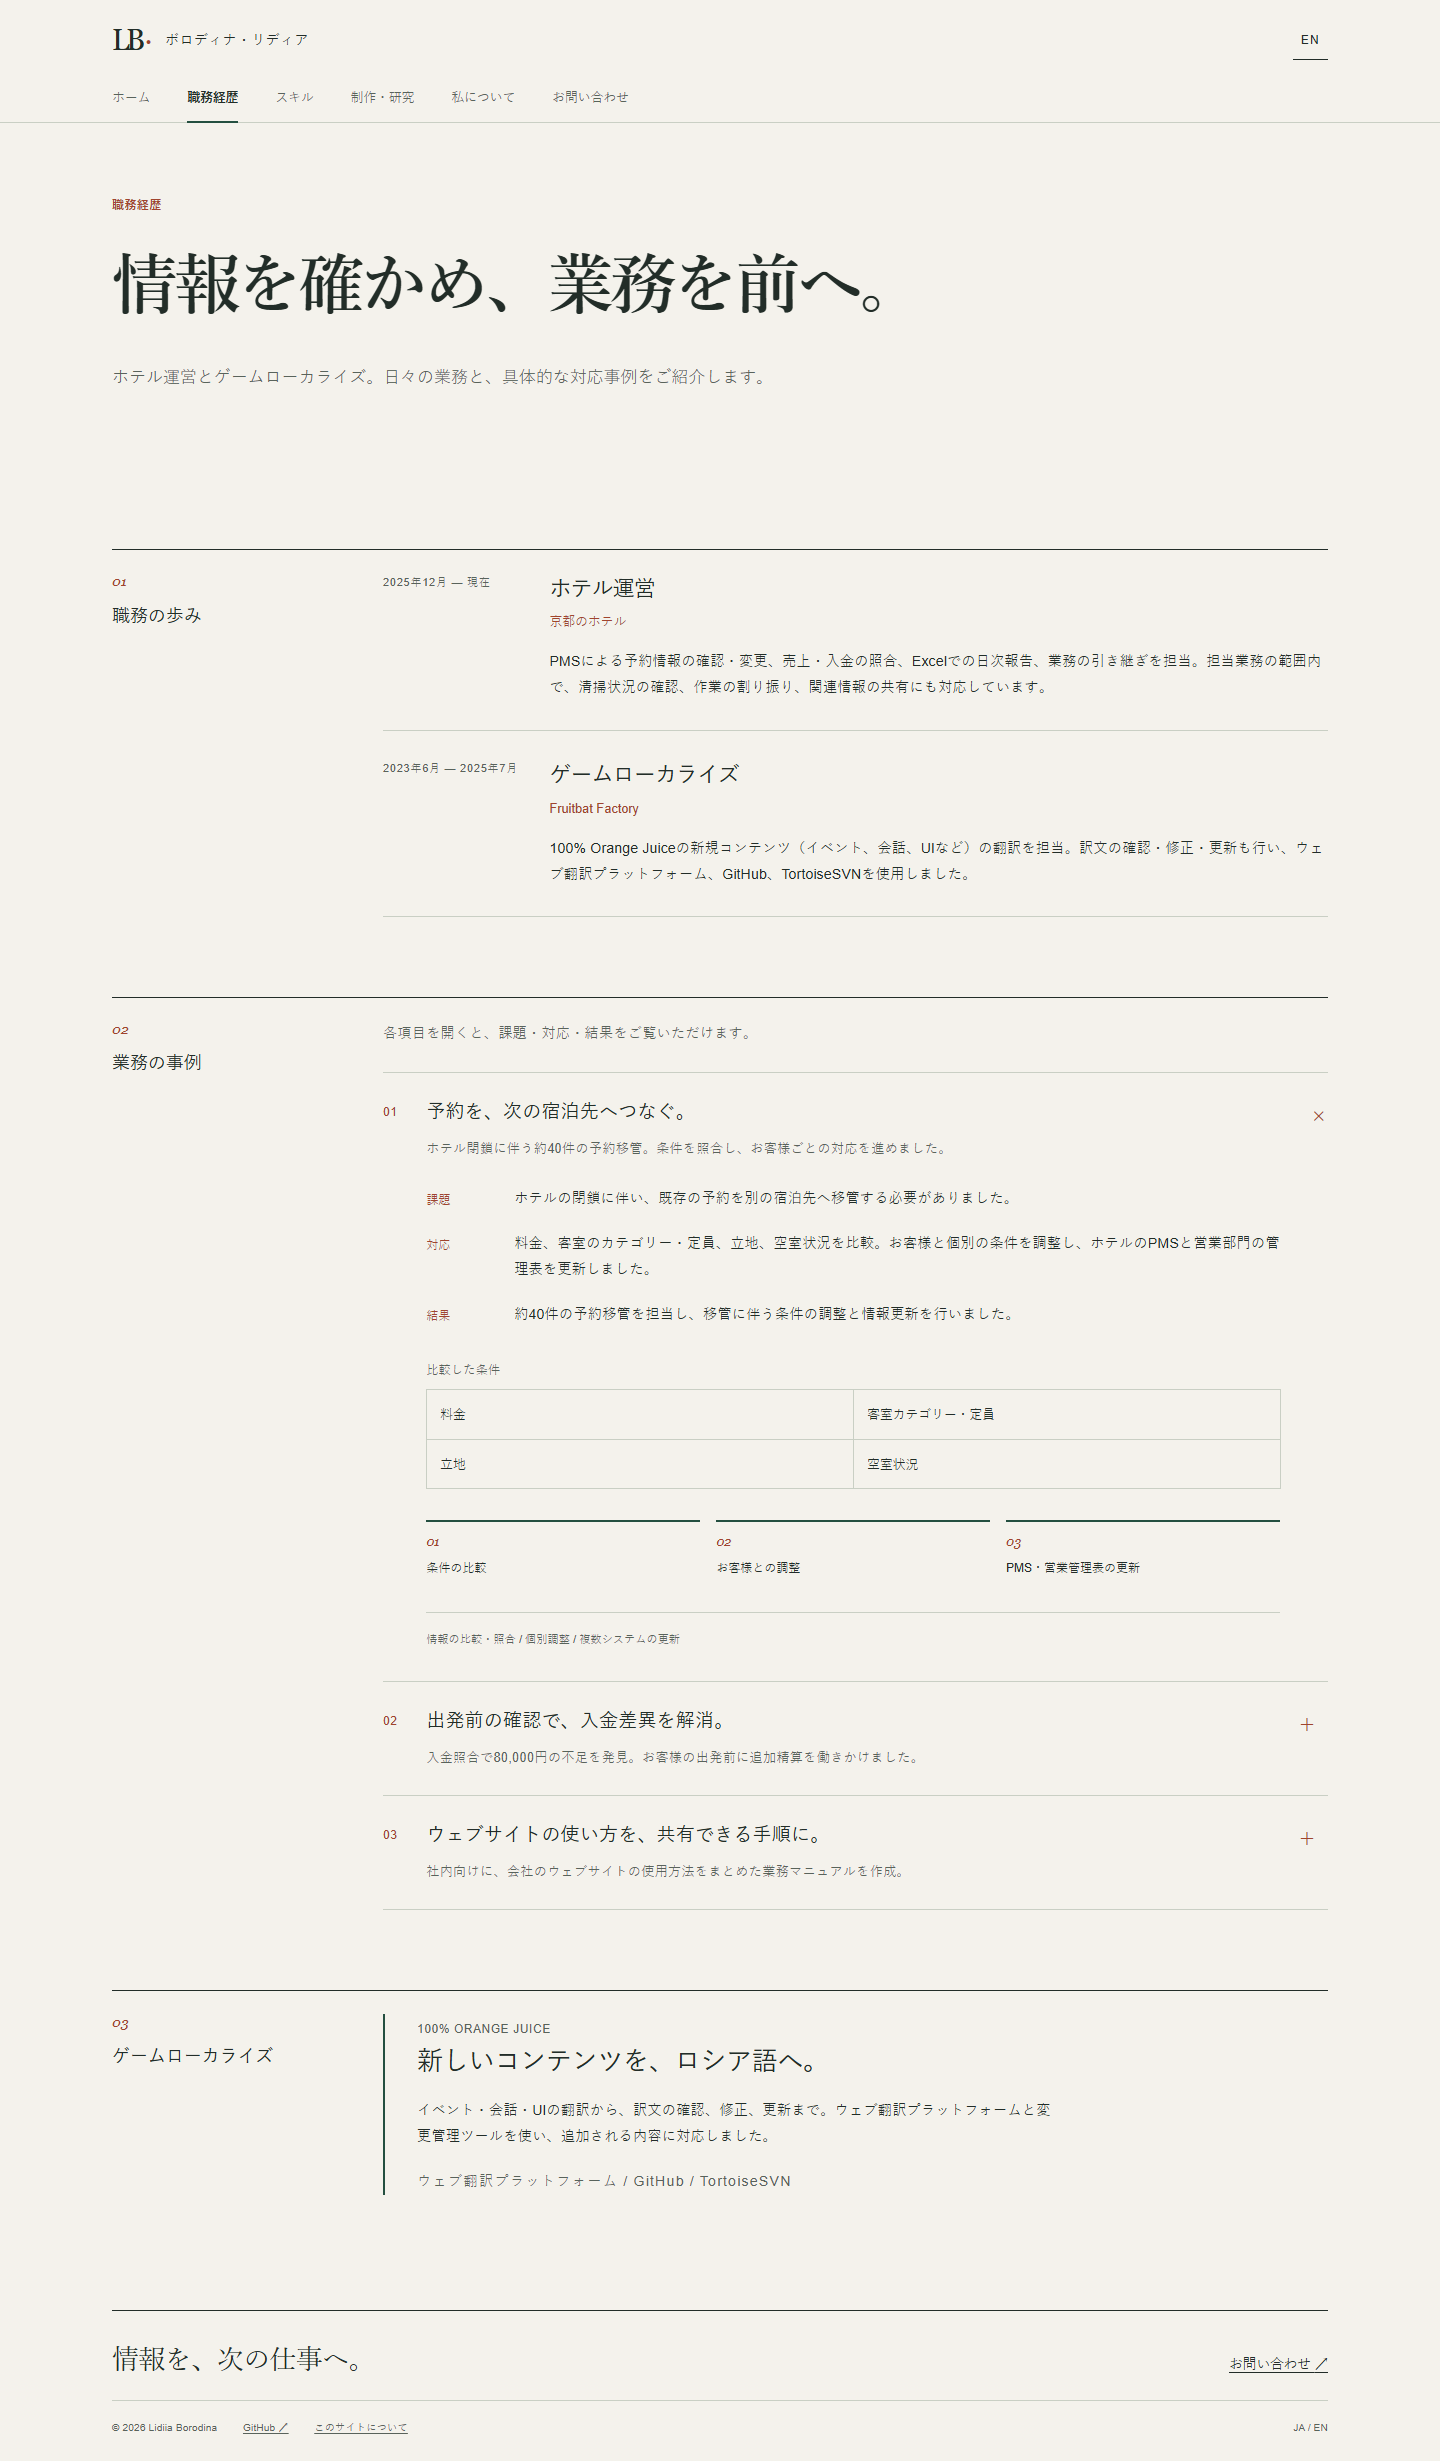 LB· ボロディナ・リディア
EN
ホーム 職務経歴 スキル 制作・研究 私について お問い合わせ
職務経歴
情報を確かめ、業務を前へ。
ホテル運営とゲームローカライズ。日々の業務と、具体的な対応事例をご紹介します。
01
職務の歩み
2025年12月 — 現在
ホテル運営
京都のホテル
PMSによる予約情報の確認・変更、売上・入金の照合、Excelでの日次報告、業務の引き継ぎを担当。担当業務の範囲内
で、清掃状況の確認、作業の割り振り、関連情報の共有にも対応しています。
2023年6月 — 2025年7月
ゲームローカライズ
Fruitbat Factory
100% Orange Juiceの新規コンテンツ（イベント、会話、UIなど）の翻訳を担当。訳文の確認・修正・更新も行い、ウェ
ブ翻訳プラットフォーム、GitHub、TortoiseSVNを使用しました。
02
業務の事例
各項目を開くと、課題・対応・結果をご覧いただけます。
01 予約を、次の宿泊先へつなぐ。 ×
ホテル閉鎖に伴う約40件の予約移管。条件を照合し、お客様ごとの対応を進めました。
課題 ホテルの閉鎖に伴い、既存の予約を別の宿泊先へ移管する必要がありました。
対応 料金、客室のカテゴリー・定員、立地、空室状況を比較。お客様と個別の条件を調整し、ホテルのPMSと営業部門の管
理表を更新しました。
結果 約40件の予約移管を担当し、移管に伴う条件の調整と情報更新を行いました。
比較した条件
料金 客室カテゴリー・定員
立地 空室状況
01 02 03
条件の比較 お客様との調整 PMS・営業管理表の更新
情報の比較・照合 / 個別調整 / 複数システムの更新
02 出発前の確認で、入金差異を解消。 +
入金照合で80,000円の不足を発見。お客様の出発前に追加精算を働きかけました。
03 ウェブサイトの使い方を、共有できる手順に。 +
社内向けに、会社のウェブサイトの使用方法をまとめた業務マニュアルを作成。
03
ゲームローカライズ
100% ORANGE JUICE
新しいコンテンツを、ロシア語へ。
イベント・会話・UIの翻訳から、訳文の確認、修正、更新まで。ウェブ翻訳プラットフォームと変
更管理ツールを使い、追加される内容に対応しました。
ウェブ翻訳プラットフォーム / GitHub / TortoiseSVN
情報を、次の仕事へ。
お問い合わせ ↗
© 2026 Lidiia Borodina GitHub ↗ このサイトについて JA / EN